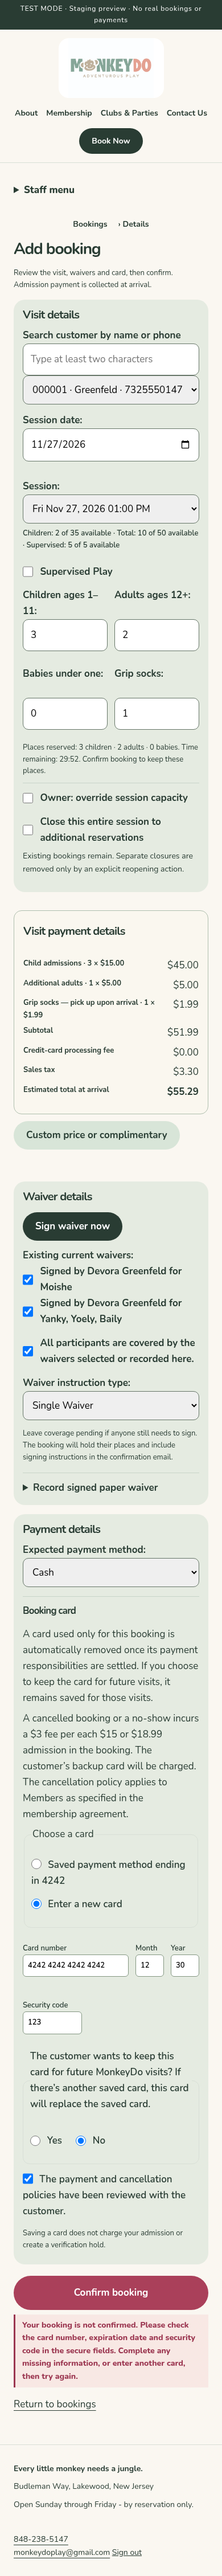 TEST MODE · Staging preview · No real bookings or
payments
MONKEYDO
ADVENTUROUS PLAY
About Membership Clubs & Parties Contact Us
Book Now
▶ Staff menu
Bookings › Details
Add booking
Review the visit, waivers and card, then confirm.
Admission payment is collected at arrival.
Visit details
Search customer by name or phone
Type at least two characters
000001 · Greenfeld · 7325550147
Session date:
11/27/2026
Session:
Fri Nov 27, 2026 01:00 PM
Children: 2 of 35 available · Total: 10 of 50 available
· Supervised: 5 of 5 available
Supervised Play
Children ages 1–
11:
Adults ages 12+:
3
2
Babies under one:
Grip socks:
0
1
Places reserved: 3 children · 2 adults · 0 babies. Time
remaining: 29:52. Confirm booking to keep these
places.
Owner: override session capacity
Close this entire session to
additional reservations
Existing bookings remain. Separate closures are
removed only by an explicit reopening action.
Visit payment details
Child admissions · 3 × $15.00 $45.00
Additional adults · 1 × $5.00 $5.00
Grip socks — pick up upon arrival · 1 ×
$1.99
$1.99
Subtotal $51.99
Credit-card processing fee $0.00
Sales tax $3.30
Estimated total at arrival $55.29
Custom price or complimentary
Waiver details
Sign waiver now
Existing current waivers:
Signed by Devora Greenfeld for
Moishe
Signed by Devora Greenfeld for
Yanky, Yoely, Baily
All participants are covered by the
waivers selected or recorded here.
Waiver instruction type:
Single Waiver
Leave coverage pending if anyone still needs to sign.
The booking will hold their places and include
signing instructions in the confirmation email.
▶ Record signed paper waiver
Payment details
Expected payment method:
Cash
Booking card
A card used only for this booking is
automatically removed once its payment
responsibilities are settled. If you choose
to keep the card for future visits, it
remains saved for those visits.
A cancelled booking or a no-show incurs
a $3 fee per each $15 or $18.99
admission in the booking. The
customer's backup card will be charged.
The cancellation policy applies to
Members as specified in the
membership agreement.
Choose a card
Saved payment method ending
in 4242
Enter a new card
Card number Month Year
4242 4242 4242 4242 12 30
Security code
123
The customer wants to keep this
card for future MonkeyDo visits? If
there's another saved card, this card
will replace the saved card.
Yes No
The payment and cancellation
policies have been reviewed with the
customer.
Saving a card does not charge your admission or
create a verification hold.
Confirm booking
Your booking is not confirmed. Please check
the card number, expiration date and security
code in the secure fields. Complete any
missing information, or enter another card,
then try again.
Return to bookings
Every little monkey needs a jungle.
Budleman Way, Lakewood, New Jersey
Open Sunday through Friday · by reservation only.
848-238-5147
monkeydoplay@gmail.com Sign out